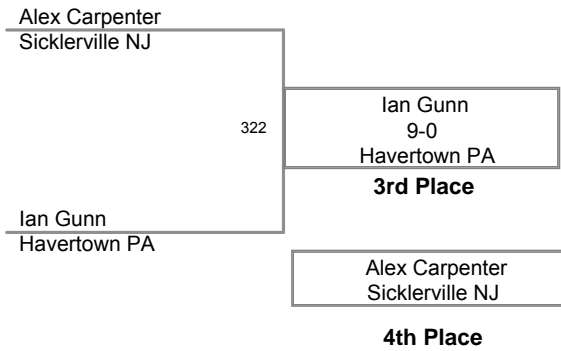 Alex Carpenter
Sicklerville NJ
322
Ian Gunn
9-0
Havertown PA
3rd Place
Ian Gunn
Havertown PA
Alex Carpenter
Sicklerville NJ
4th Place